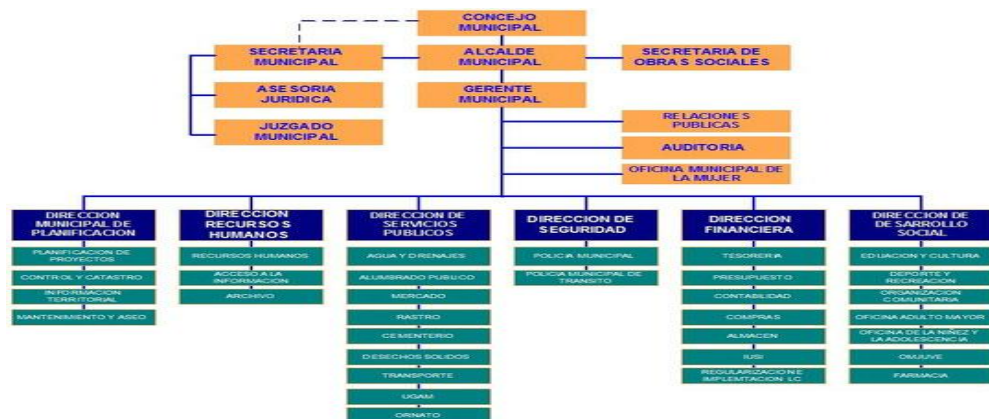 CONCEJO
MUNICIPAL
SECRETARIA
MUNICIPAL
ALCALDE
MUNICIPAL
SECRETARIA DE
OBRAS SOCIALES
ASESORIA
JURIDICA
GERENTE
MUNICIPAL
JUZGADO
MUNICIPAL
RELACIONES
PUBLICAS
AUDITORIA
OFICINA MUNICIPAL DE
LA MUJER
DIRECCION
MUNICIPAL DE
PLANIFICACION
PLANIFICACION DE
PROYECTOS
CONTROL Y CATASTRO
INFORMACION
TERRITORIAL
MANTENIMIENTO Y ASEO
DIRECCION
RECURSOS
HUMANOS
RECURSOS HUMANOS
ACCESO A LA
INFORMACION
ARCHIVO
DIRECCION DE
SERVICIOS
PUBLICOS
AGUA Y DRENAJES
ALUMBRADO PUBLICO
MERCADO
RASTRO
CEMENTERIO
DESECHOS SOLIDOS
TRANSPORTE
UGAM
ORNATO
DIRECCION DE
SEGURIDAD
POLICIA MUNICIPAL
POLICIA MUNICIPAL DE
TRANSITO
DIRECCION
FINANCIERA
TESORERIA
PRESUPUESTO
CONTABILIDAD
COMPRAS
ALMACEN
IUSI
REGULARIZACION E
IMPLEMTACION LC
DIRECCION DE
DESARROLLO
SOCIAL
EDUACION Y CULTURA
DEPORTE Y
RECREACION
ORGANIZACION
COMUNITARIA
OFICINA ADULTO MAYOR
OFICINA DE LA NIÑEZ Y
LA ADOLESCENCIA
OMJUVE
FARMACIA